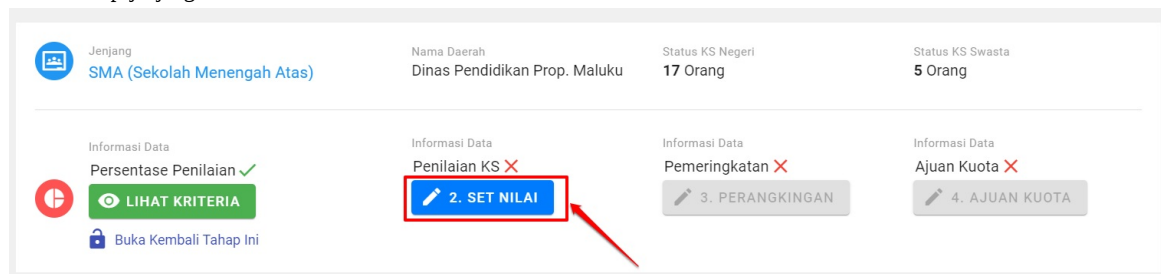 Jenjang
SMA (Sekolah Menengah Atas)
Nama Daerah
Dinas Pendidikan Prop. Maluku
Status KS Negeri
17 Orang
Status KS Swasta
5 Orang
Informasi Data
Persentase Penilaian
LIHAT KRITERIA
Buka Kembali Tahap Ini
Informasi Data
Penilaian KS
2. SET NILAI
Informasi Data
Pemeringkatan
3. PERANGKINGAN
Informasi Data
Ajuan Kuota
4. AJUAN KUOTA